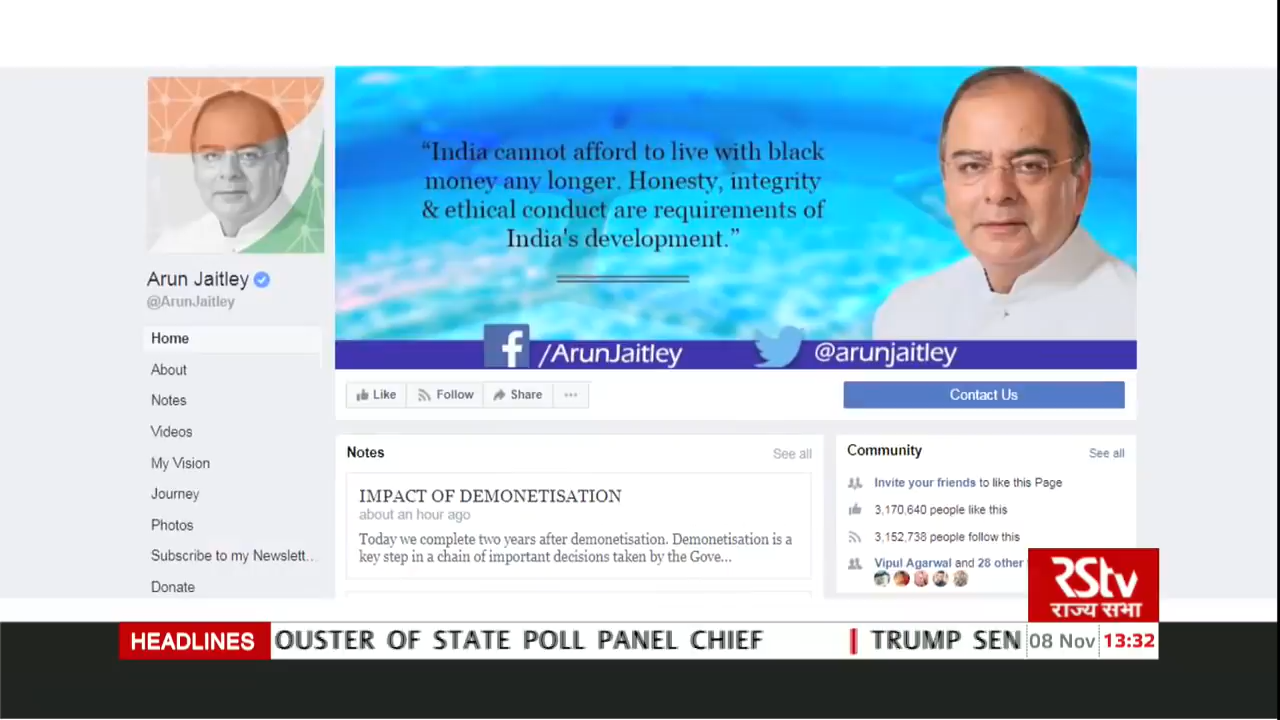 “India cannot afford to live with black
money any longer. Honesty, integrity
& ethical conduct are requirements of
India's development.”
/ArunJaitley
@arunjaitley
Arun Jaitley
@ArunJaitley
Home
About
Notes
Videos
My Vision
Journey
Photos
Subscribe to my Newslett...
Donate
Like
Follow
Share
...
Contact Us
Notes
See all
IMPACT OF DEMONETISATION
about an hour ago
Today we complete two years after demonetisation. Demonetisation is a
key step in a chain of important decisions taken by the Gove...
Community
See all
Invite your friends to like this Page
3,170,640 people like this
3,152,738 people follow this
Vipul Agarwal and 28 other
RStv
राज्य सभा
HEADLINES
OUSTER OF STATE POLL PANEL CHIEF
TRUMP SEN
08 Nov
13:32